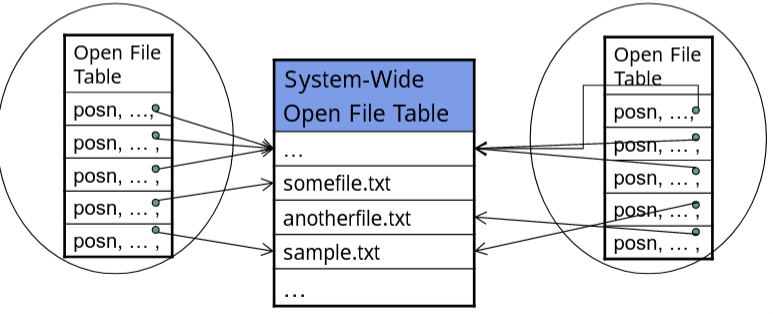 Open File
Table
posn, …,
posn, … ,
posn, … ,
posn, … ,
posn, … ,
System-Wide
Open File Table
…
somefile.txt
anotherfile.txt
sample.txt
…
Open File
Table
posn, …,
posn, … ,
posn, … ,
posn, … ,
posn, … ,